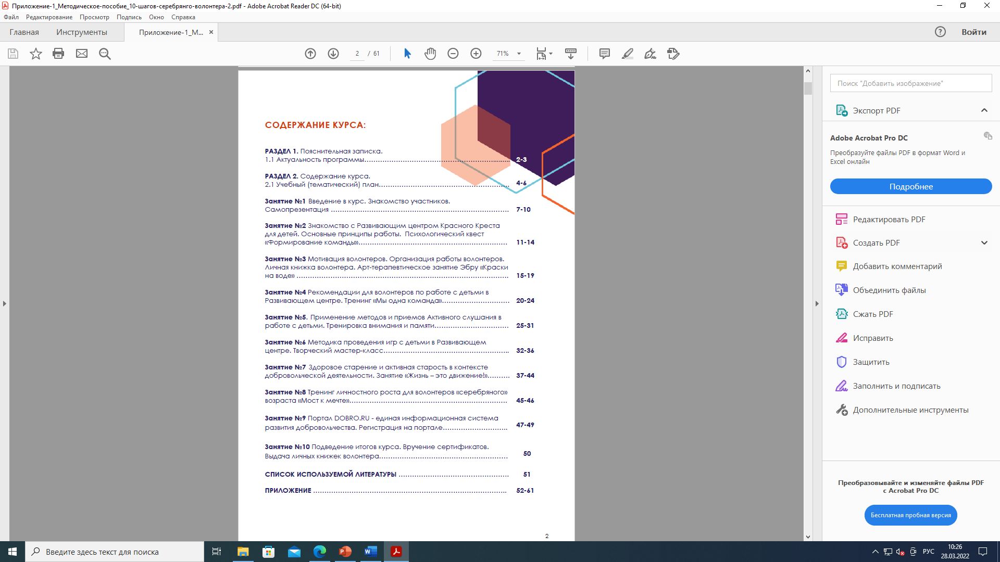 Приложение-1_Методическое-пособие_10-шагов-серебрянго-волонтера-2.pdf - Adobe Acrobat Reader DC (64-bit)
Файл Редактирование Просмотр Подпись Окно Справка
Главная Инструменты Приложение-1_М... × ? Войти
2 / 61 71%
СОДЕРЖАНИЕ КУРСА:
РАЗДЕЛ 1. Пояснительная записка.
1.1 Актуальность программы………………………………………………........ 2-3
РАЗДЕЛ 2. Содержание курса.
2.1 Учебный (тематический) план………………………………………………… 4-6
Занятие №1 Введение в курс. Знакомство участников.
Самопрезентация …………………………………………………………………… 7-10
Занятие №2 Знакомство с Развивающим центром Красного Креста
для детей. Основные принципы работы. Психологический квест
«Формирование команды»………………………………………………………… 11-14
Занятие №3 Мотивация волонтеров. Организация работы волонтеров.
Личная книжка волонтера. Арт-терапевтическое занятие Эбру «Краски
на воде» ………………………………………………………………………………… 15-19
Занятие №4 Рекомендации для волонтеров по работе с детьми в
Развивающем центре. Тренинг «Мы одна команда»………………………… 20-24
Занятие №5. Применение методов и приемов Активного слушания в
работе с детьми. Тренировка внимания и памяти…………………………… 25-31
Занятие №6 Методика проведения игр с детьми в Развивающем
центре. Творческий мастер-класс……………………………………………….. 32-36
Занятие №7 Здоровое старение и активная старость в контексте
добровольческой деятельности. Занятие «Жизнь – это движение!»………. 37-44
Занятие №8 Тренинг личностного роста для волонтеров «серебряного»
возраста «Мост к мечте»…………………………………………………………… 45-46
Занятие №9 Портал DOBRO.RU - единая информационная система
развития добровольчества. Регистрация на портале……………………….. 47-49
Занятие №10 Подведение итогов курса. Вручение сертификатов.
Выдача личных книжек волонтера………………………………………………… 50
СПИСОК ИСПОЛЬЗУЕМОЙ ЛИТЕРАТУРЫ ………………………………………… 51
ПРИЛОЖЕНИЕ ………………………………………………………………………….. 52-61
2
Поиск "Добавить изображение"
Экспорт PDF
Adobe Acrobat Pro DC
Преобразуйте файлы PDF в формат Word и
Excel онлайн
Подробнее
Редактировать PDF
Создать PDF
Добавить комментарий
Объединить файлы
Сжать PDF
Исправить
Защитить
Заполнить и подписать
Дополнительные инструменты
Преобразовывайте и изменяйте файлы PDF
с Acrobat Pro DC
Бесплатная пробная версия
Введите здесь текст для поиска
РУС
10:26
28.03.2022